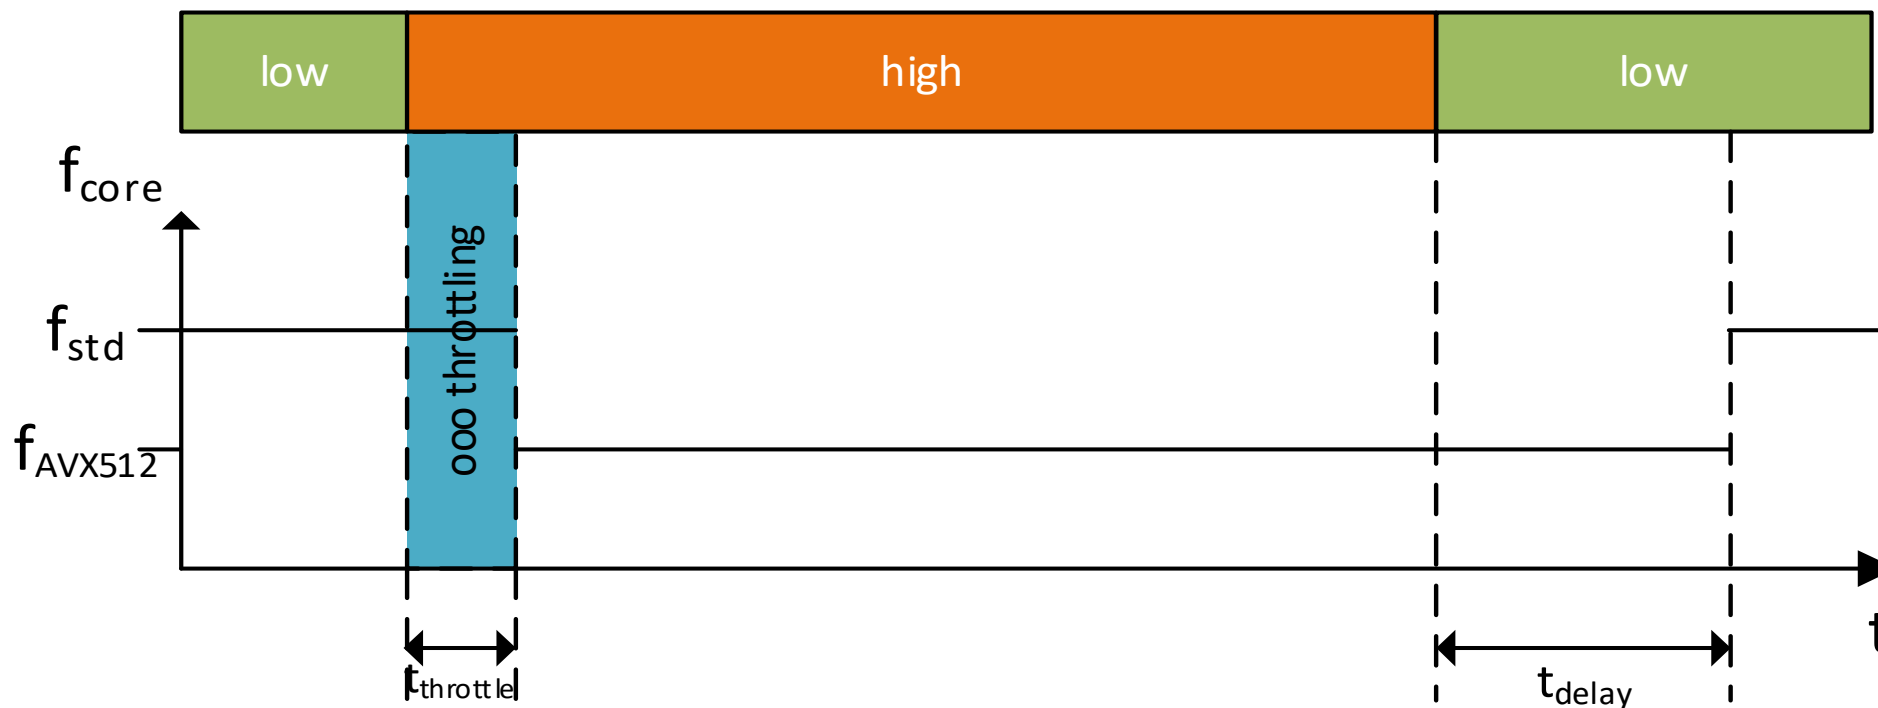 low
high
low
fcore
ooo throttling
fstd
fAVX512
t
tthrottle
tdelay